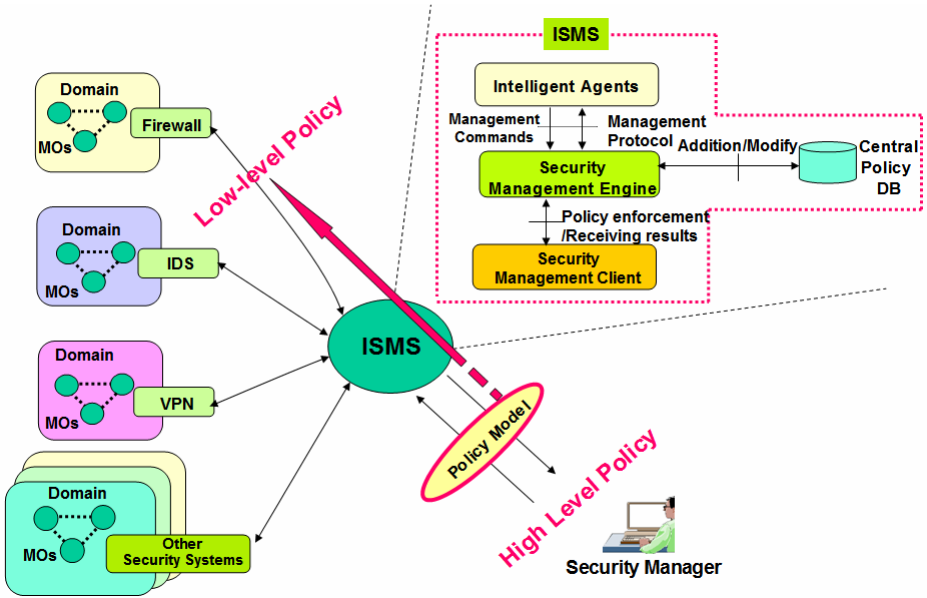 Domain
MOs
Firewall
Domain
MOs
IDS
Domain
MOs
VPN
Domain
MOs
Other
Security Systems
Low-level Policy
ISMS
Policy Model
High Level Policy
Security Manager
ISMS
Intelligent Agents
Management
Commands
Management
Protocol
Security
Management Engine
Addition/Modify
Central
Policy
DB
Policy enforcement
/Receiving results
Security
Management Client